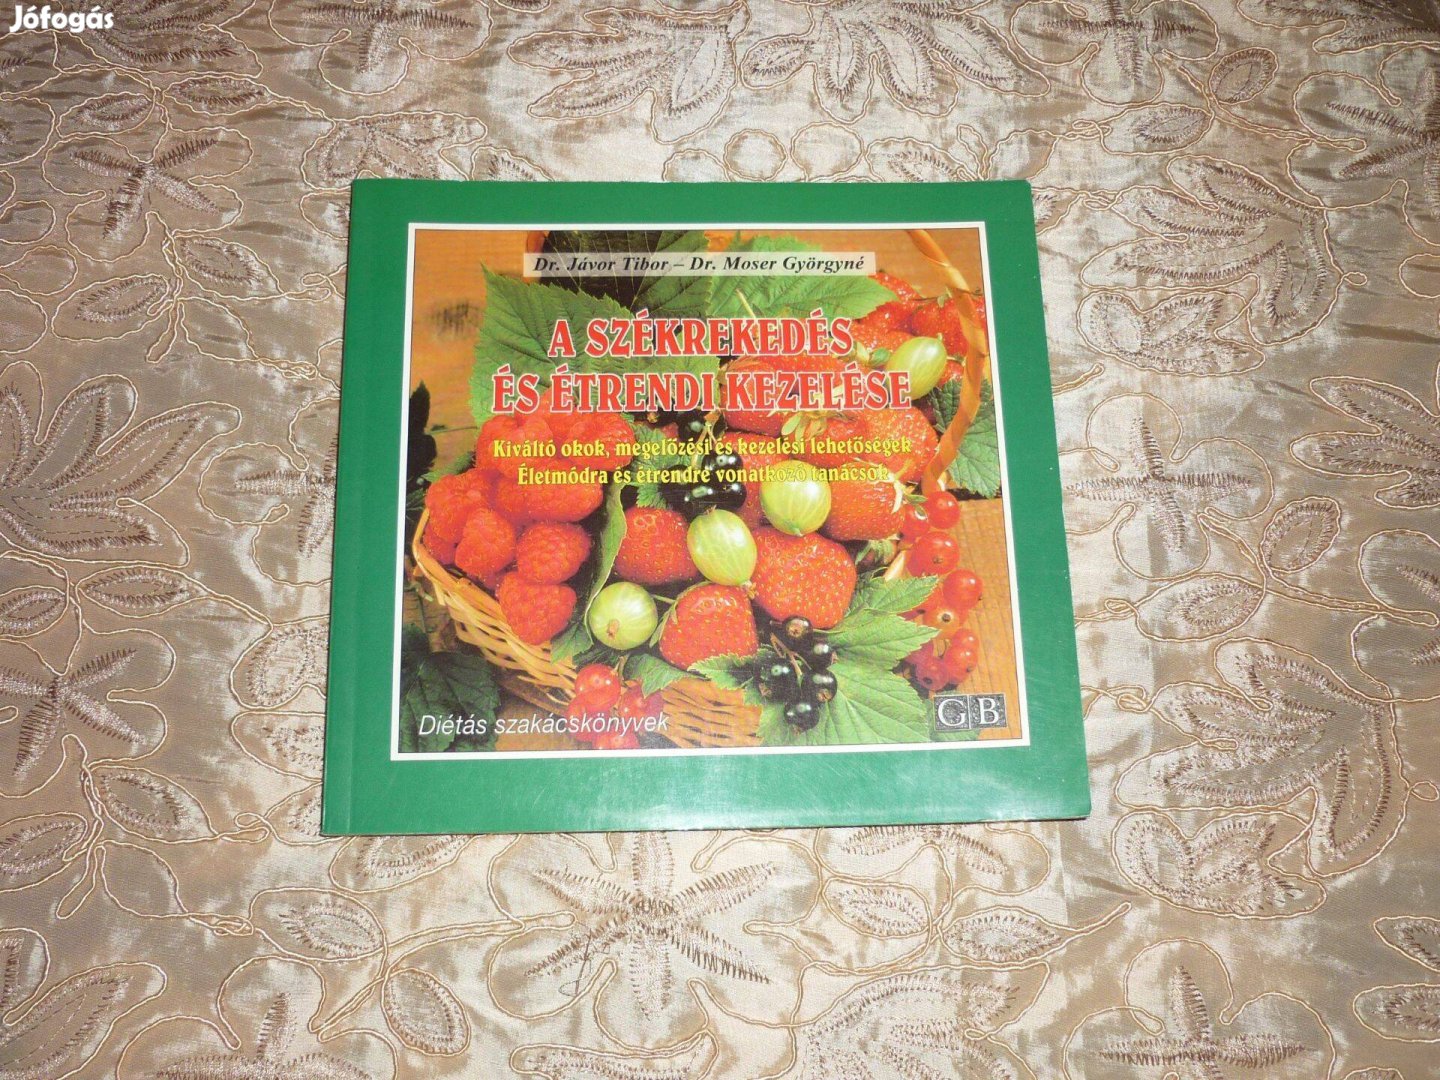 Jófogás
Dr. Jávor Tibor – Dr. Moser Györgyné
A SZÉKREKEDÉS
ÉS ÉTRENDI KEZELÉSE
Kiváltó okok, megelőzési és kezelési lehetőségek
Életmódra és étrendre vonatkozó tanácsok
Diétás szakácskönyvek
GB